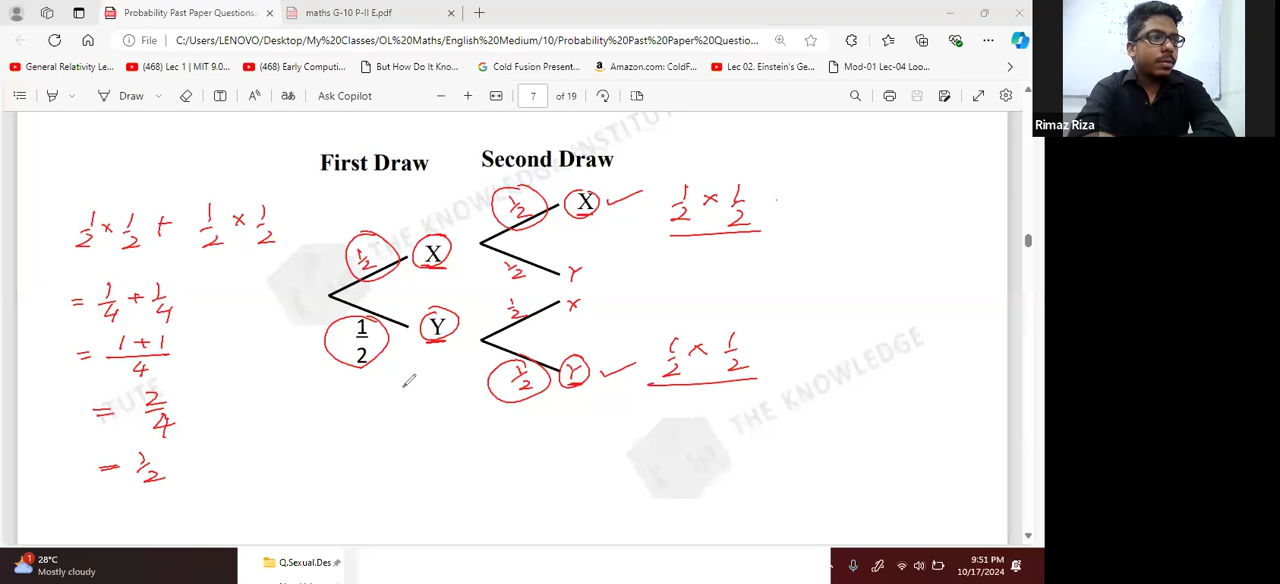 Probability Past Paper Questions.
maths G-10 P-II E.pdf
File
C:/Users/LENOVO/Desktop/My%20Classes/OL%20Maths/English%20Medium/10/Probability%20Past%20Paper%20Questio...
General Relativity Le...
(468) Lec 1 | MIT 9.0...
(468) Early Computi...
But How Do It Kno...
Cold Fusion Present...
Amazon.com: ColdF...
Lec 02. Einstein's Ge...
Mod-01 Lec-04 Loo...
Draw
Ask Copilot
7 of 19
Rimaz Riza
THE KNOWLEDGE INSTITUT
First Draw
Second Draw
1/2 × 1/2 + 1/2 × 1/2
= 1/4 + 1/4
= 1 + 1 / 4
= 2/4
= 1/2
1/2 X
1/2 Y
1/2 X ✓ 1/2 × 1/2
1/2 Y
1/2 X
1/2 Y ✓ 1/2 × 1/2
TUTE
THE KNOWLEDGE
28°C
Mostly cloudy
Q.Sexual.Des
9:51 PM
10/17/2024